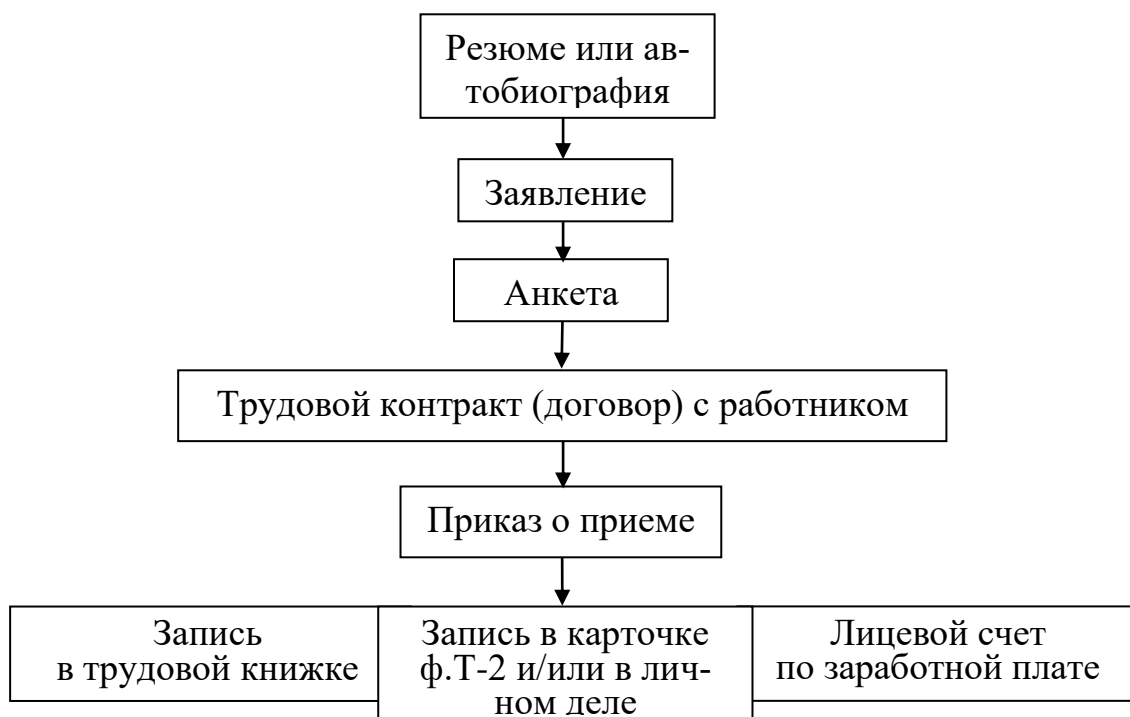 Резюме или ав-
тобиография
Заявление
Анкета
Трудовой контракт (договор) с работником
Приказ о приеме
Запись
в трудовой книжке
Запись в карточке
ф.Т-2 и/или в лич-
ном деле
Лицевой счет
по заработной плате